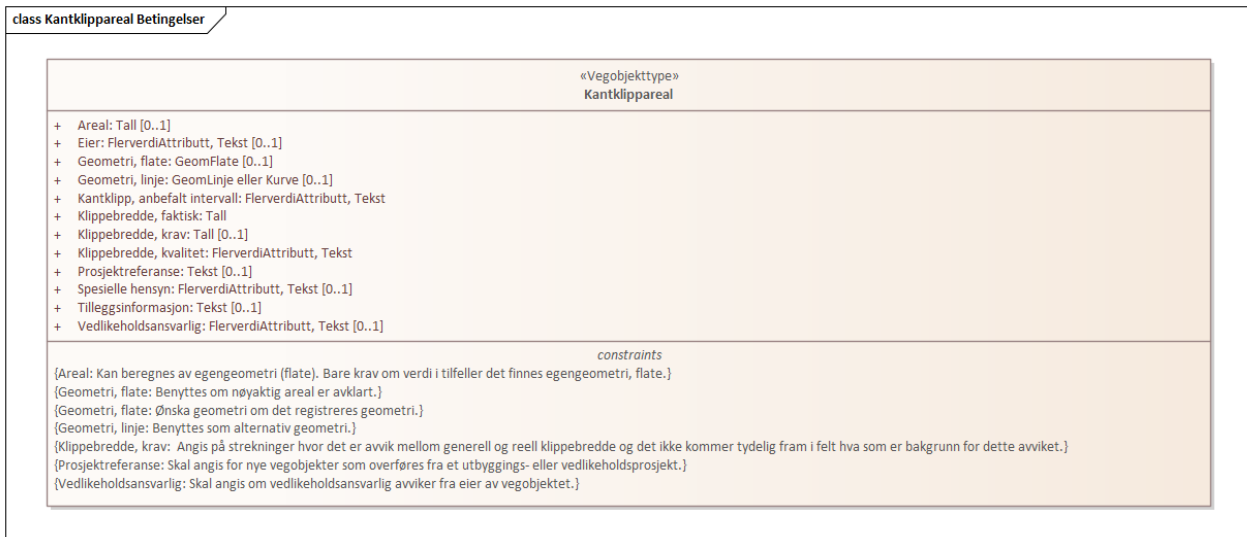 class Kantklippareal Betingelser
«Vegobjekttype»
Kantklippareal
+ Areal: Tall [0..1]
+ Eier: FlerverdiAttributt, Tekst [0..1]
+ Geometri, flate: GeomFlate [0..1]
+ Geometri, linje: GeomLinje eller Kurve [0..1]
+ Kantklipp, anbefalt intervall: FlerverdiAttributt, Tekst
+ Klippebredde, faktisk: Tall
+ Klippebredde, krav: Tall [0..1]
+ Klippebredde, kvalitet: FlerverdiAttributt, Tekst
+ Prosjektreferanse: Tekst [0..1]
+ Spesielle hensyn: FlerverdiAttributt, Tekst [0..1]
+ Tilleggsinformasjon: Tekst [0..1]
+ Vedlikeholdsansvarlig: FlerverdiAttributt, Tekst [0..1]
constraints
{Areal: Kan beregnes av egengeometri (flate). Bare krav om verdi i tilfeller det finnes egengeometri, flate.}
{Geometri, flate: Benyttes om nøyaktig areal er avklart.}
{Geometri, flate: Ønska geometri om det registreres geometri.}
{Geometri, linje: Benyttes som alternativ geometri.}
{Klippebredde, krav:  Angis på strekninger hvor det er avvik mellom generell og reell klippebredde og det ikke kommer tydelig fram i felt hva som er bakgrunn for dette avviket.}
{Prosjektreferanse: Skal angis for nye vegobjekter som overføres fra et utbyggings- eller vedlikeholdsprosjekt.}
{Vedlikeholdsansvarlig: Skal angis om vedlikeholdsansvarlig avviker fra eier av vegobjektet.}